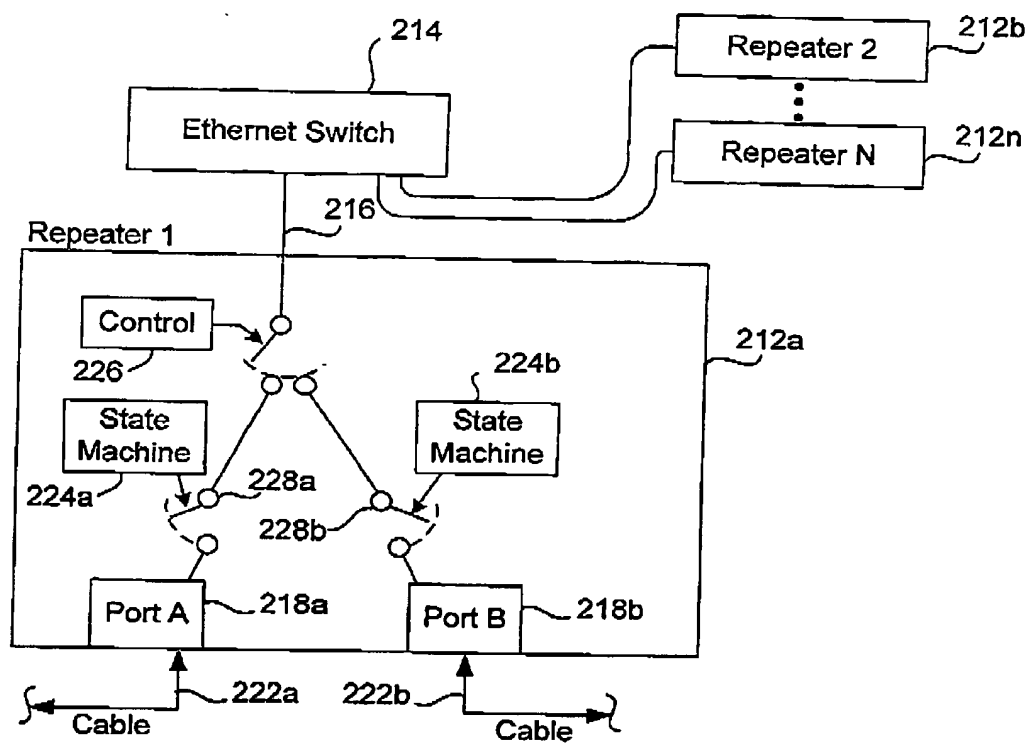 214
212b
Repeater 2
Ethernet Switch
212n
Repeater N
216
Repeater 1
Control
226
212a
224b
State
Machine
State
Machine
224a
228a
228b
Port A
218a
Port B
218b
222a
222b
Cable
Cable